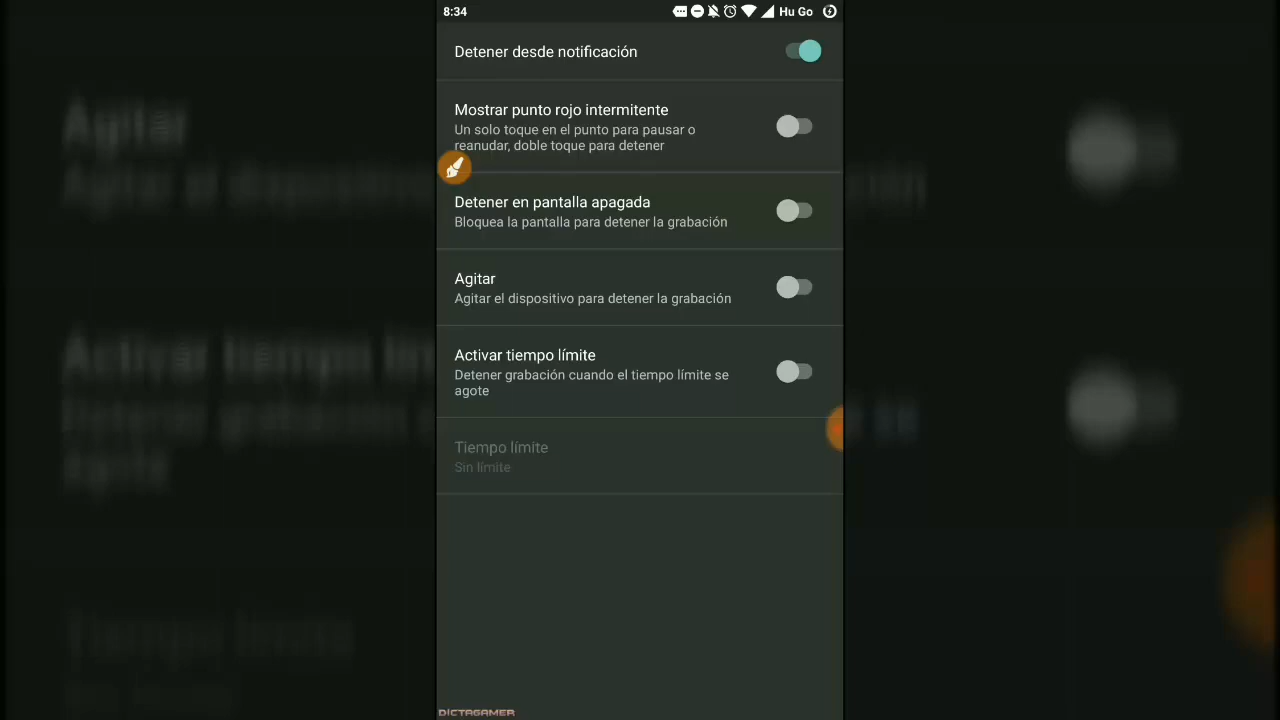 8:34
Hu Go
Detener desde notificación
Mostrar punto rojo intermitente
Un solo toque en el punto para pausar o
reanudar, doble toque para detener
Detener en pantalla apagada
Bloquea la pantalla para detener la grabación
Agitar
Agitar el dispositivo para detener la grabación
Activar tiempo límite
Detener grabación cuando el tiempo límite se
agote
Tiempo límite
Sin límite
DICTAGAMER